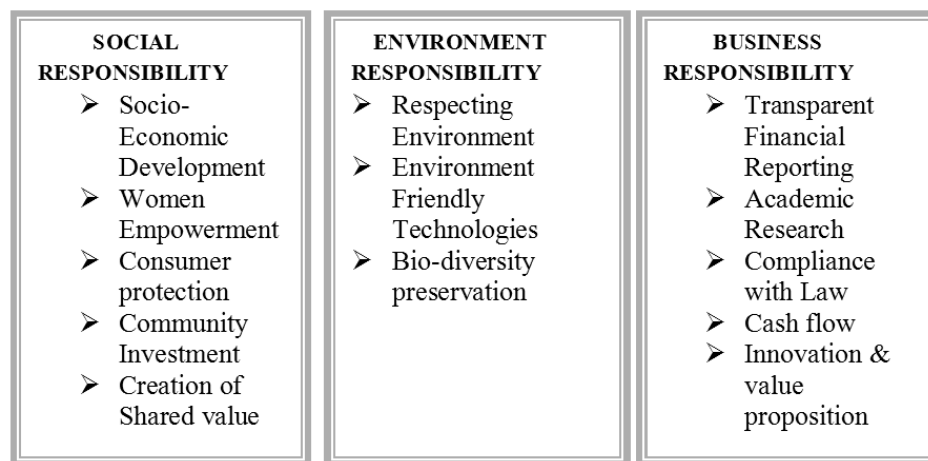 SOCIAL
RESPONSIBILITY
➢ Socio-
Economic
Development
➢ Women
Empowerment
➢ Consumer
protection
➢ Community
Investment
➢ Creation of
Shared value
ENVIRONMENT
RESPONSIBILITY
➢ Respecting
Environment
➢ Environment
Friendly
Technologies
➢ Bio-diversity
preservation
BUSINESS
RESPONSIBILITY
➢ Transparent
Financial
Reporting
➢ Academic
Research
➢ Compliance
with Law
➢ Cash flow
➢ Innovation &
value
proposition